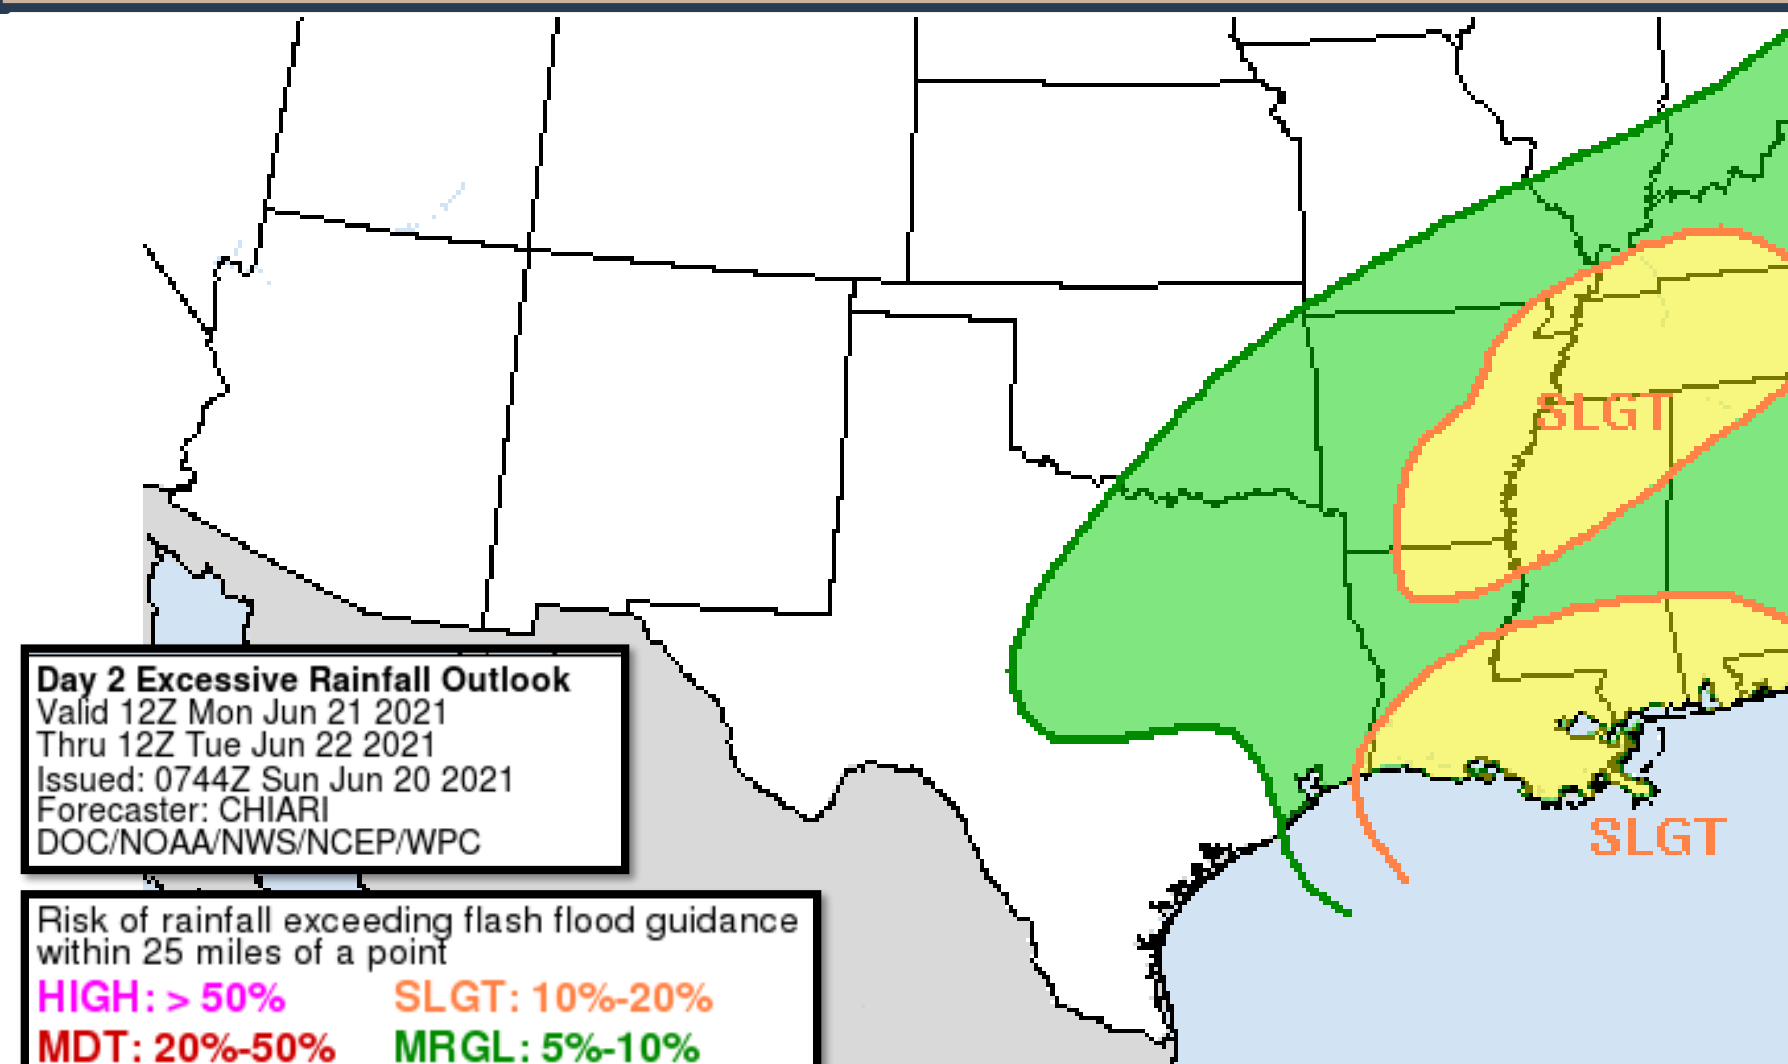 SLGT
Day 2 Excessive Rainfall Outlook
Valid 12Z Mon Jun 21 2021
Thru 12Z Tue Jun 22 2021
Issued: 0744Z Sun Jun 20 2021
Forecaster: CHIARI
DOC/NOAA/NWS/NCEP/WPC
SLGT
Risk of rainfall exceeding flash flood guidance
within 25 miles of a point
HIGH: > 50% SLGT: 10%-20%
MDT: 20%-50% MRGL: 5%-10%